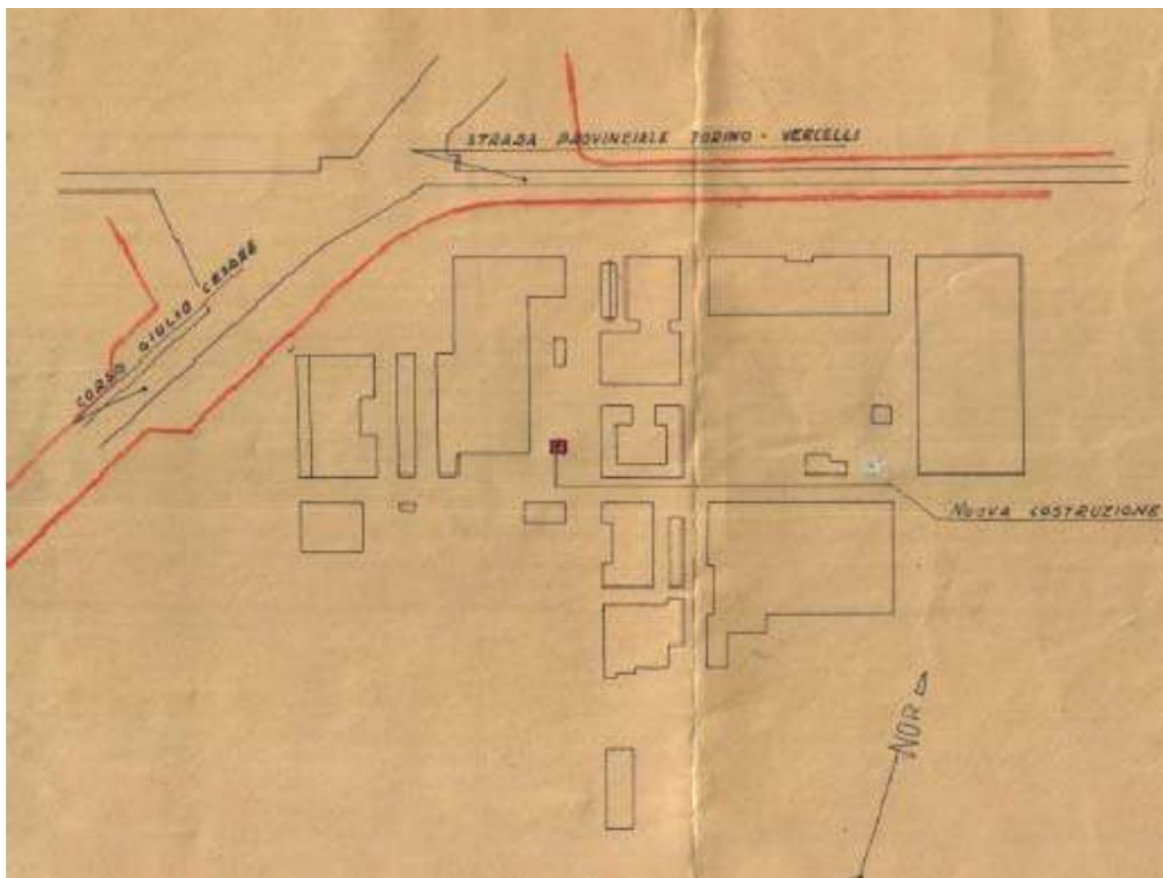 STRADA PROVINCIALE TORINO - VERCELLI
CORSO GIULIO CESARE
NUOVA COSTRUZIONE
NORD